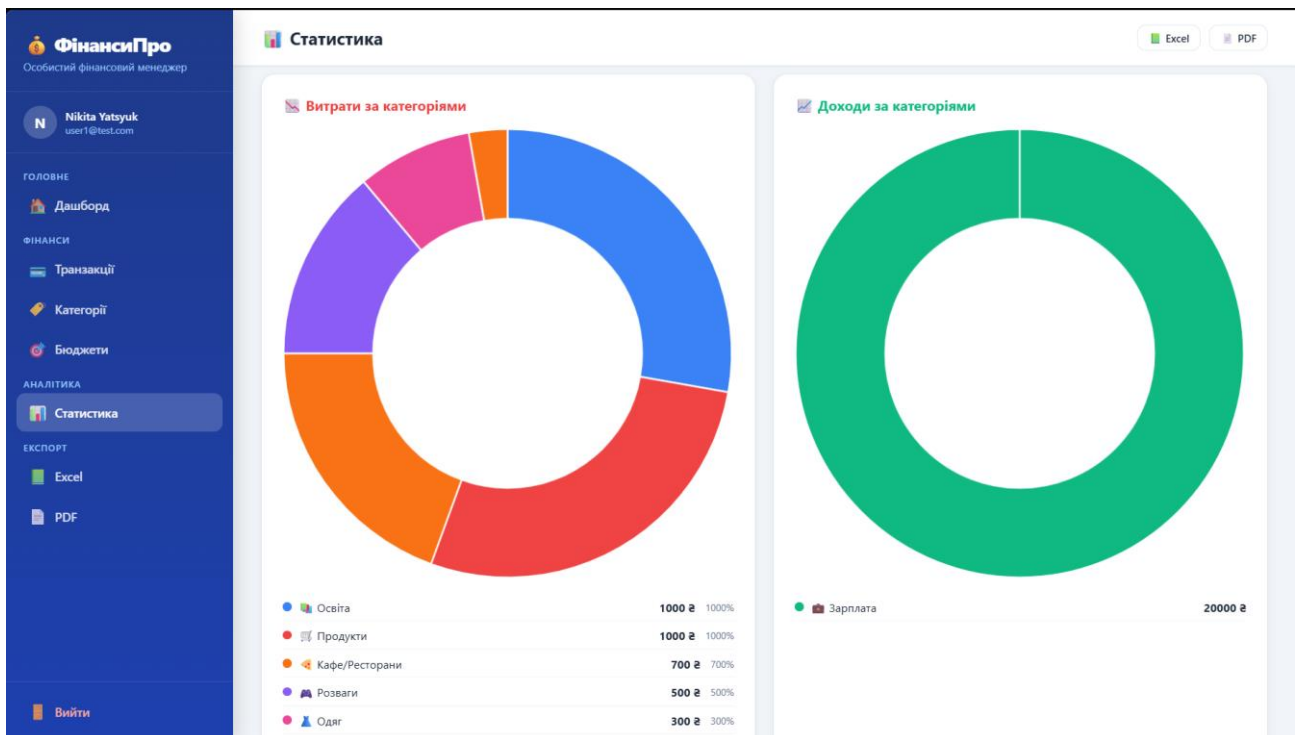 ФінансиПро
Особистий фінансовий менеджер
N
Nikita Yatsyuk
user1@test.com
ГОЛОВНЕ
Дашборд
ФІНАНСИ
Транзакції
Категорії
Бюджети
АНАЛІТИКА
Статистика
ЕКСПОРТ
Excel
PDF
Вийти
Статистика
Excel
PDF
Витрати за категоріями
Освіта 1000 ₴ 1000%
Продукти 1000 ₴ 1000%
Кафе/Ресторани 700 ₴ 700%
Розваги 500 ₴ 500%
Одяг 300 ₴ 300%
Доходи за категоріями
Зарплата 20000 ₴